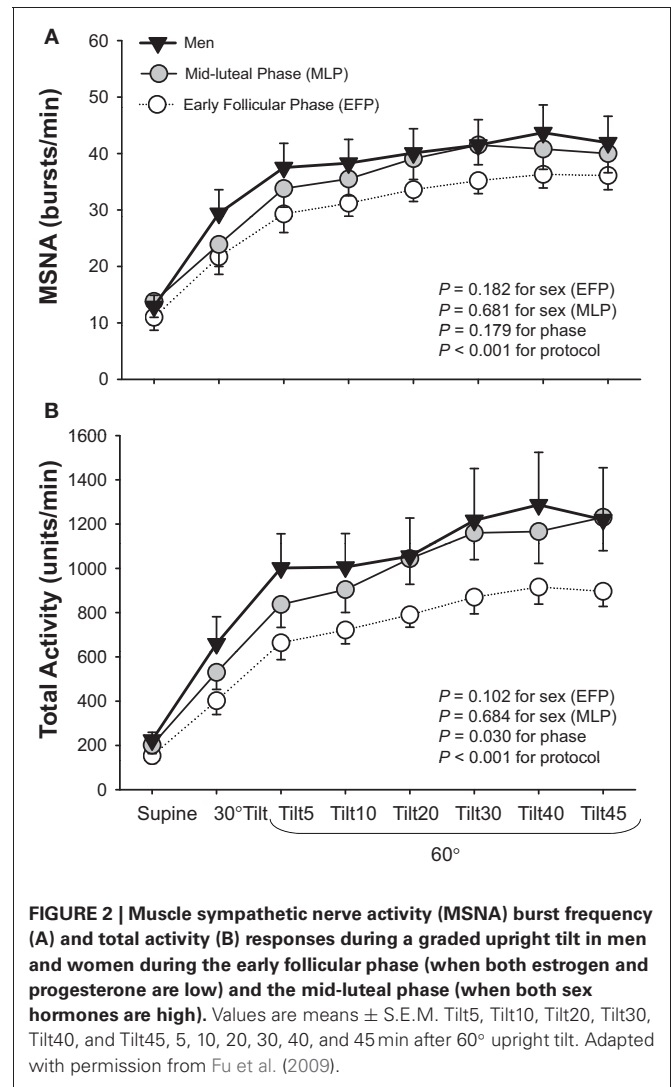 A
60
50
40
30
20
10
0
MSNA (bursts/min)
Men
Mid-luteal Phase (MLP)
Early Follicular Phase (EFP)
P = 0.182 for sex (EFP)
P = 0.681 for sex (MLP)
P = 0.179 for phase
P < 0.001 for protocol
B
1600
1400
1200
1000
800
600
400
200
0
Total Activity (units/min)
P = 0.102 for sex (EFP)
P = 0.684 for sex (MLP)
P = 0.030 for phase
P < 0.001 for protocol
Supine 30°Tilt Tilt5 Tilt10 Tilt20 Tilt30 Tilt40 Tilt45
60°
FIGURE 2 | Muscle sympathetic nerve activity (MSNA) burst frequency
(A) and total activity (B) responses during a graded upright tilt in men
and women during the early follicular phase (when both estrogen and
progesterone are low) and the mid-luteal phase (when both sex
hormones are high). Values are means ± S.E.M. Tilt5, Tilt10, Tilt20, Tilt30,
Tilt40, and Tilt45, 5, 10, 20, 30, 40, and 45 min after 60° upright tilt. Adapted
with permission from Fu et al. (2009).